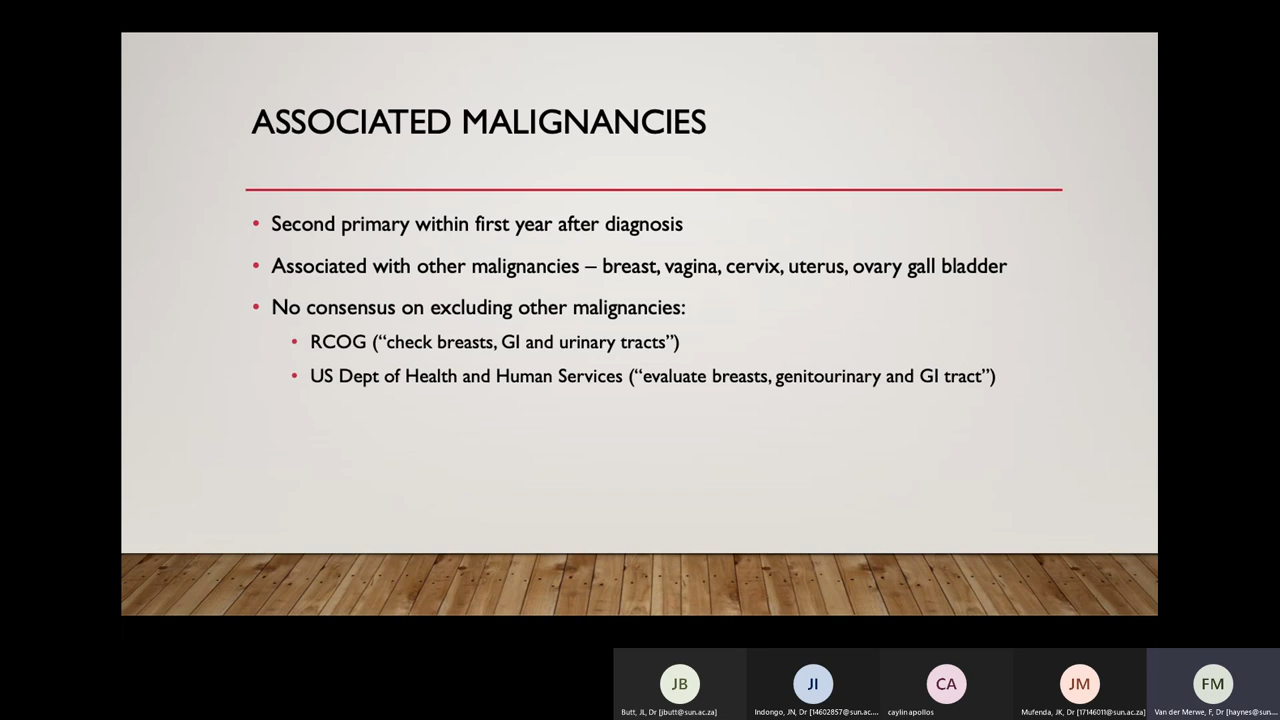 ASSOCIATED MALIGNANCIES
• Second primary within first year after diagnosis
• Associated with other malignancies – breast, vagina, cervix, uterus, ovary gall bladder
• No consensus on excluding other malignancies:
• RCOG (“check breasts, GI and urinary tracts”)
• US Dept of Health and Human Services (“evaluate breasts, genitourinary and GI tract”)
JB
JI
CA
JM
FM
Butt, JL, Dr [jbutt@sun.ac.za]
Indongo, JN, Dr [14602857@sun.ac....
caylin apollos
Mufenda, JK, Dr [17146011@sun.ac.za]
Van der Merwe, F, Dr [haynes@sun...